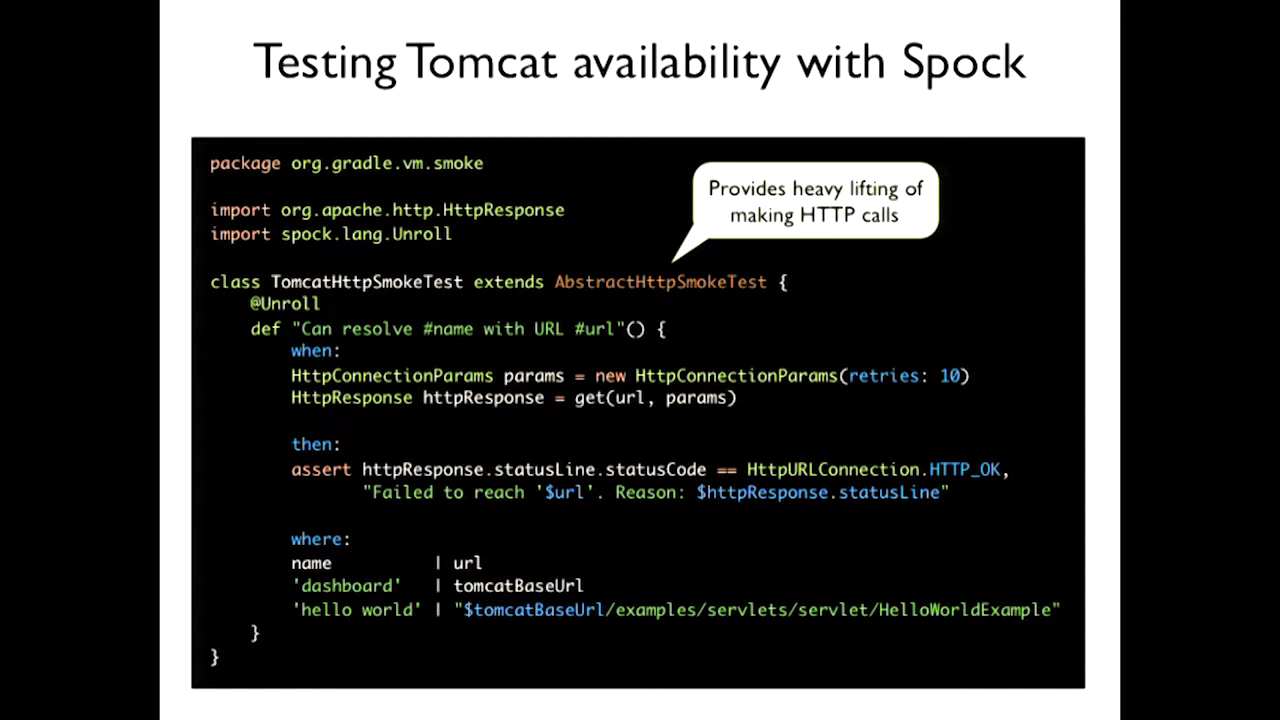 Testing Tomcat availability with Spock
package org.gradle.vm.smoke
Provides heavy lifting of
making HTTP calls
import org.apache.http.HttpResponse
import spock.lang.Unroll
class TomcatHttpSmokeTest extends AbstractHttpSmokeTest {
@Unroll
def "Can resolve #name with URL #url"() {
when:
HttpConnectionParams params = new HttpConnectionParams(retries: 10)
HttpResponse httpResponse = get(url, params)
then:
assert httpResponse.statusLine.statusCode == HttpURLConnection.HTTP_OK,
"Failed to reach '$url'. Reason: $httpResponse.statusLine"
where:
name | url
'dashboard' | tomcatBaseUrl
'hello world' | "$tomcatBaseUrl/examples/servlets/servlet/HelloWorldExample"
}
}